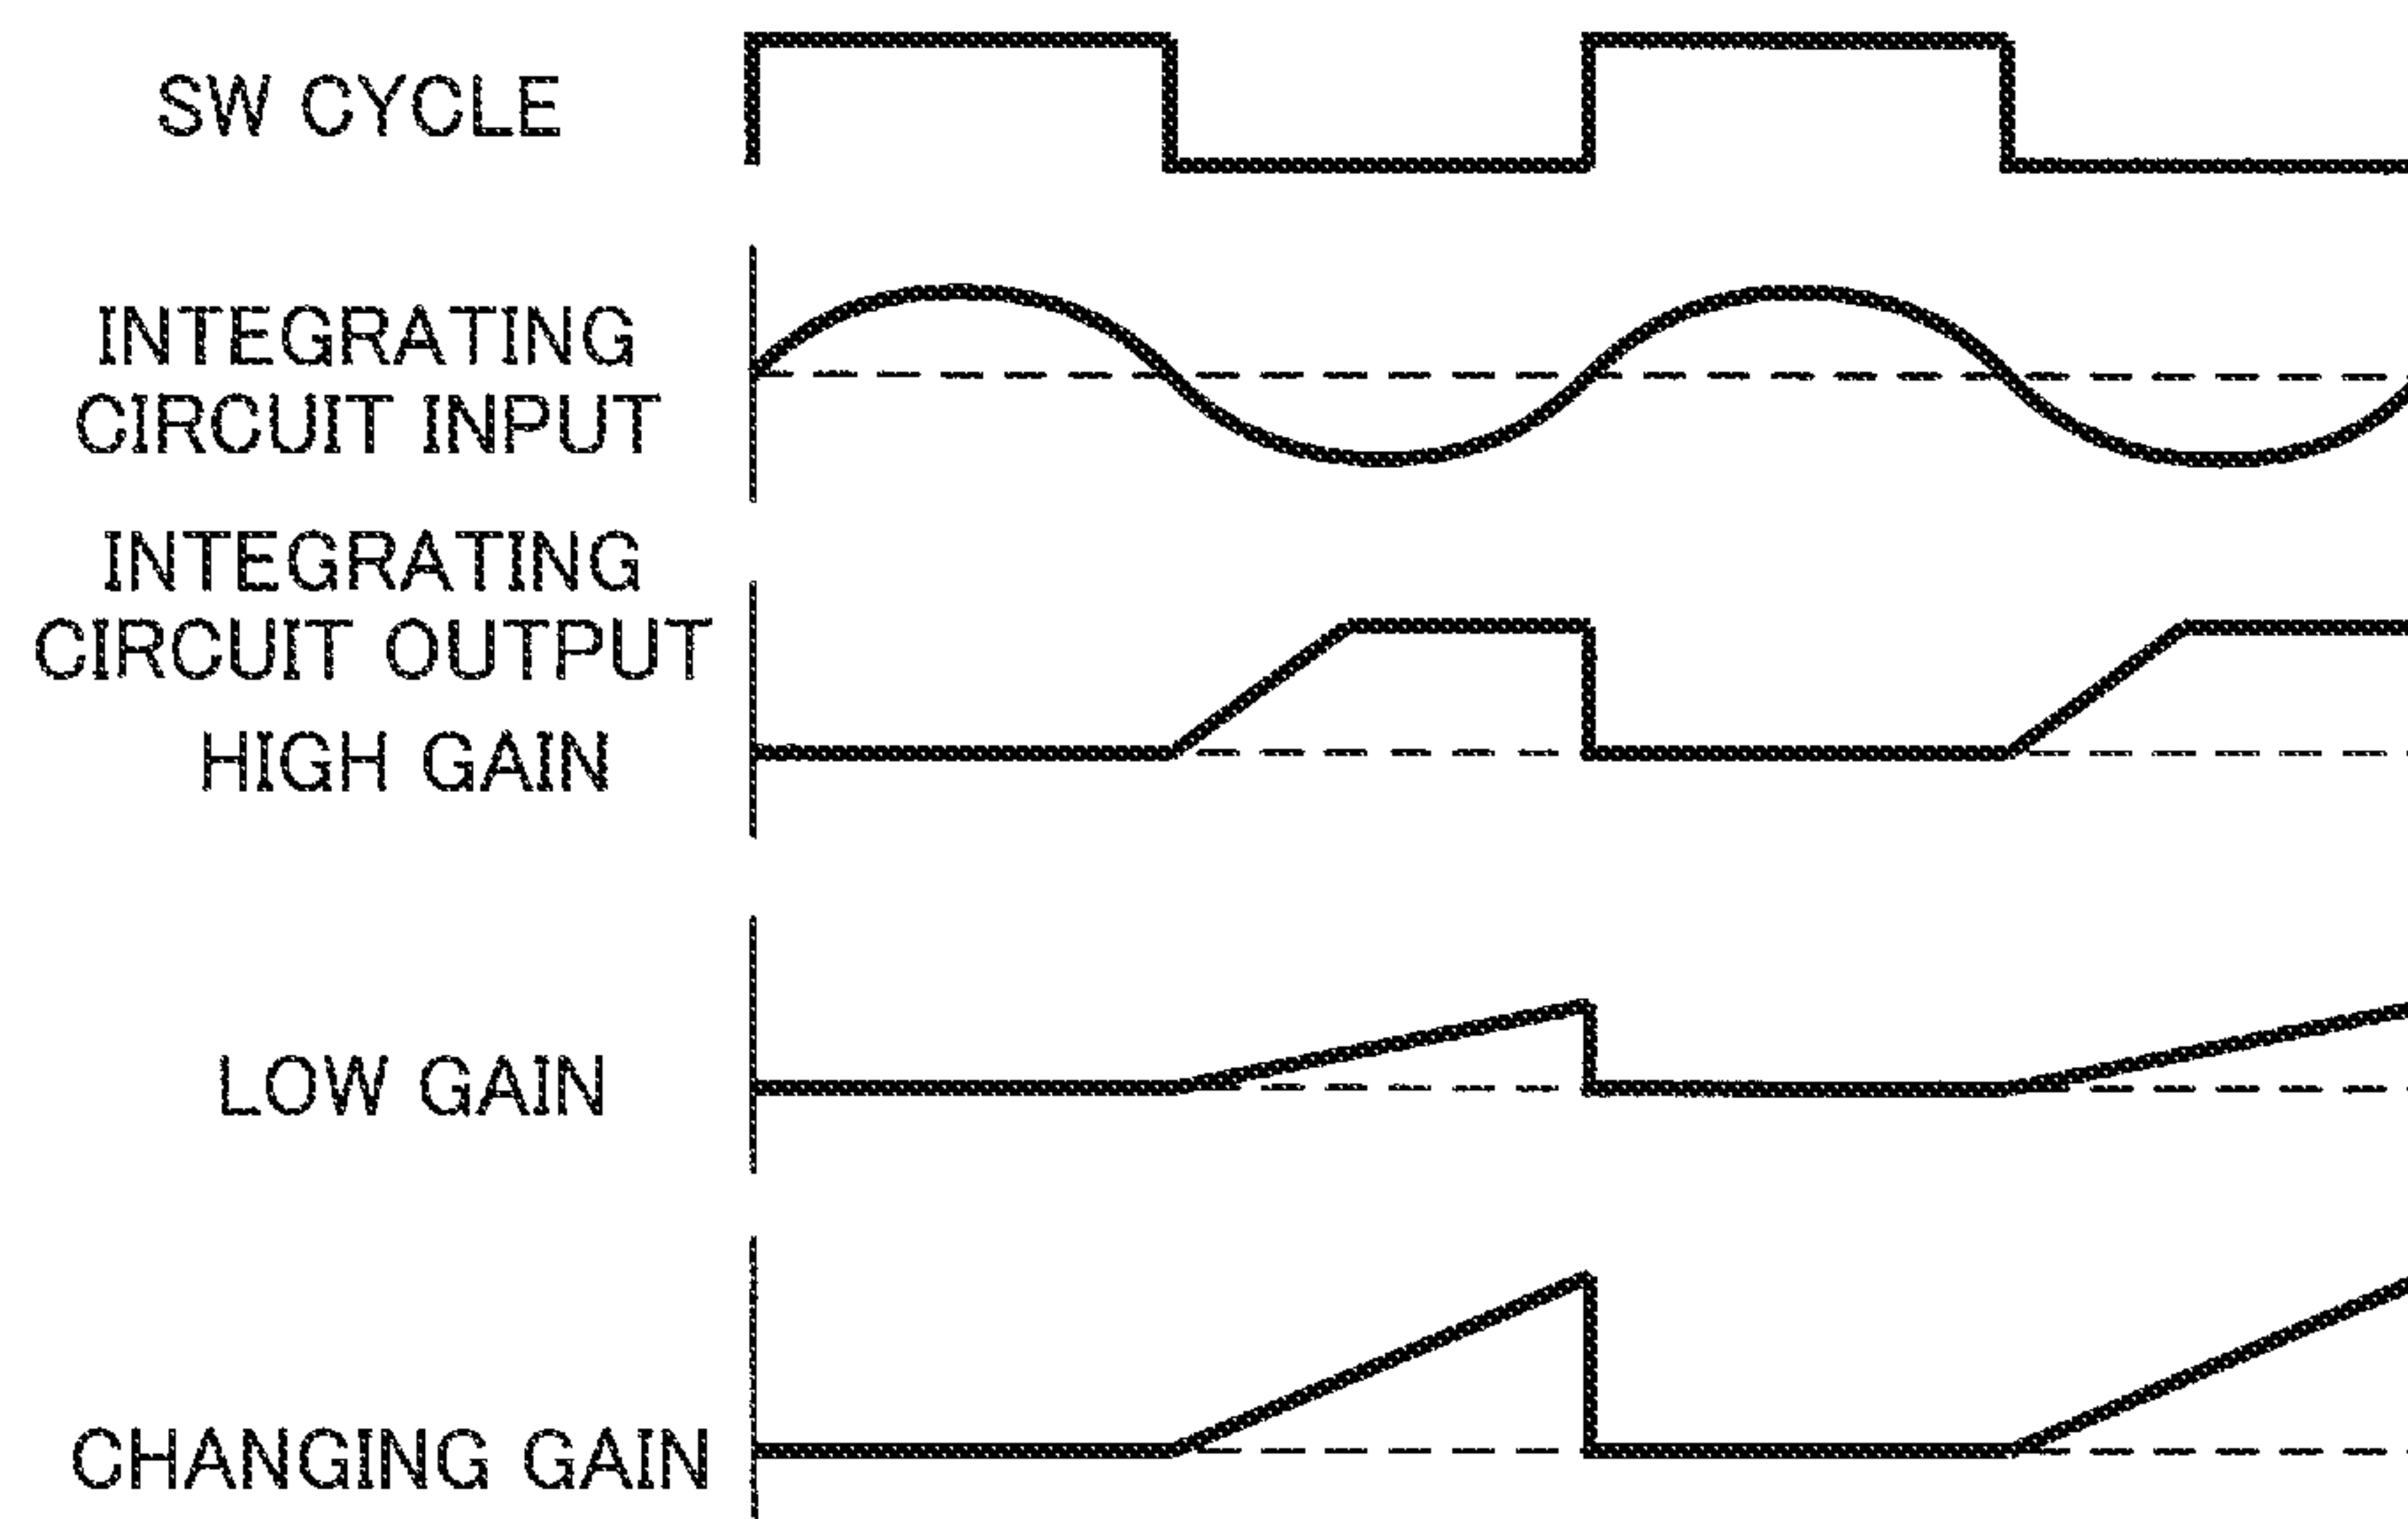 SW CYCLE
INTEGRATING
CIRCUIT INPUT
INTEGRATING
CIRCUIT OUTPUT
HIGH GAIN
LOW GAIN
CHANGING GAIN